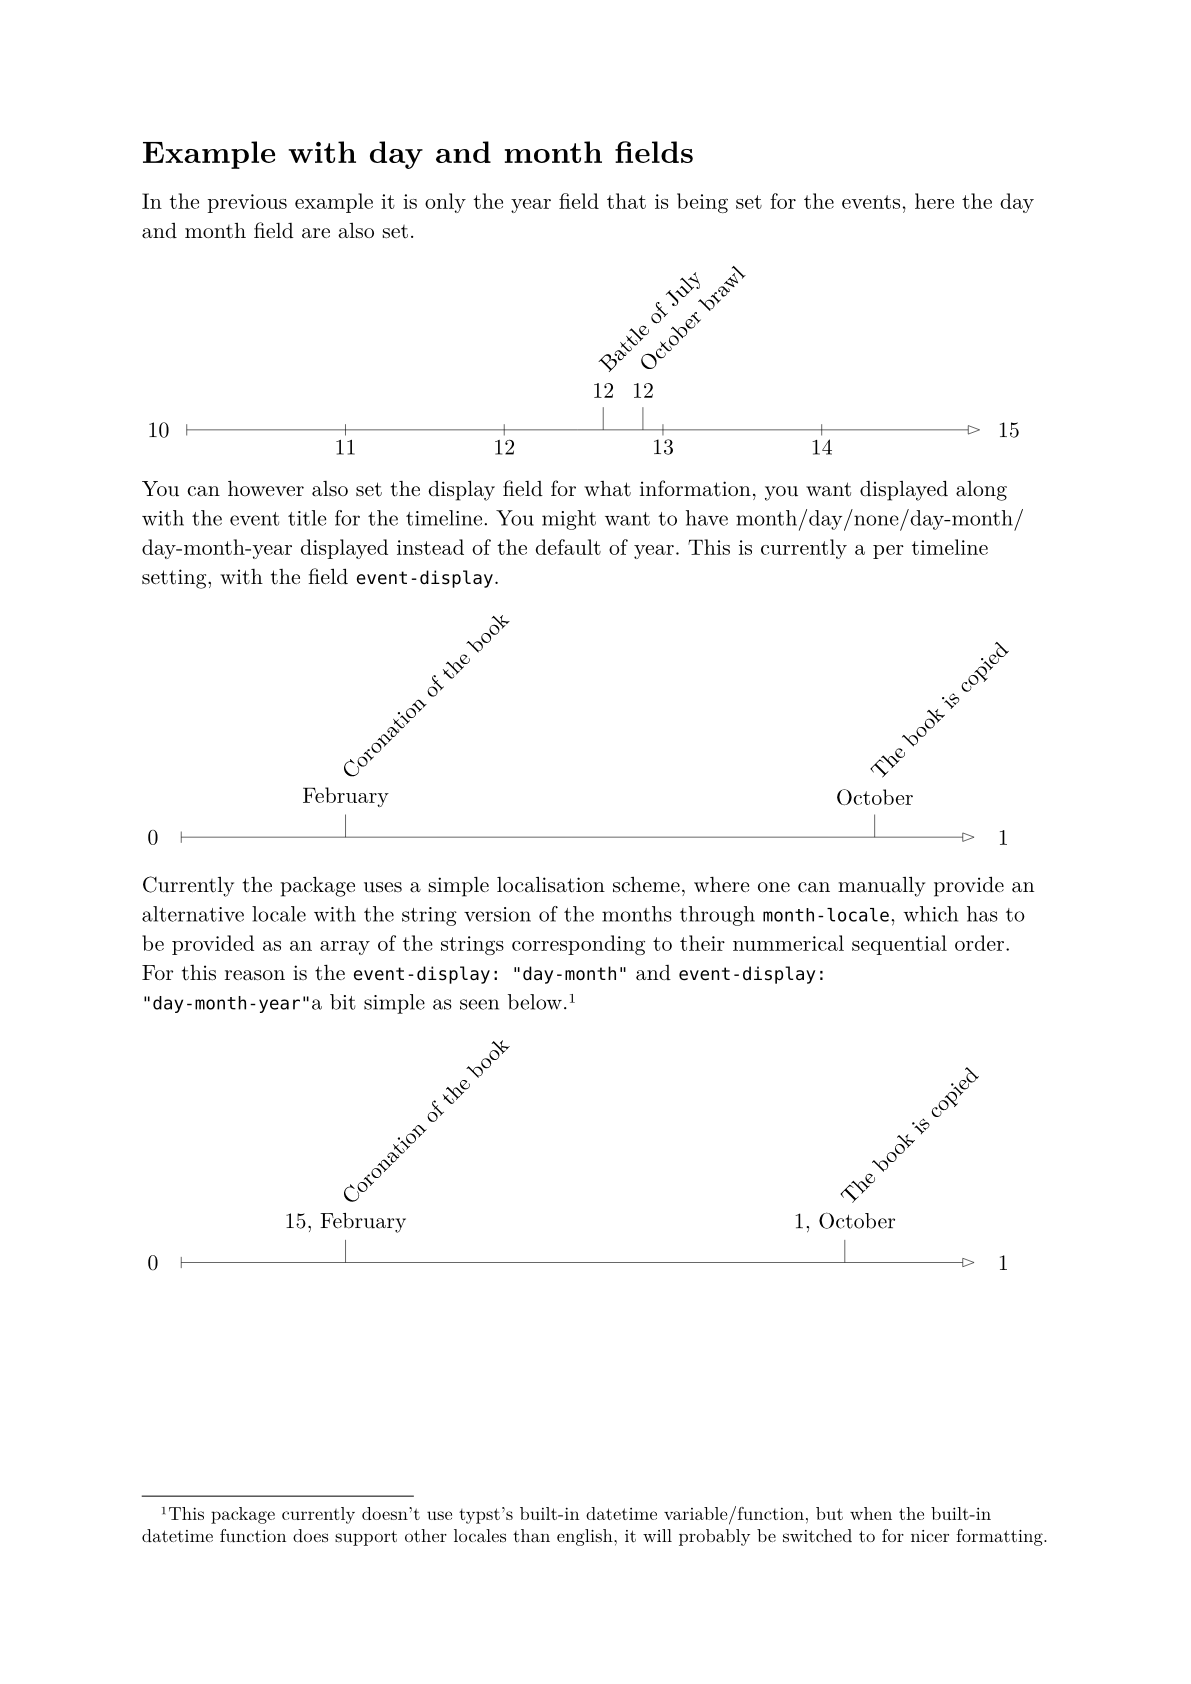 Example with day and month fields
In the previous example it is only the year field that is being set for the events, here the day
and month field are also set.
Battle of July
October brawl
12 12
10 15
11 12 13 14
You can however also set the display field for what information, you want displayed along
with the event title for the timeline. You might want to have month/day/none/day-month/
day-month-year displayed instead of the default of year. This is currently a per timeline
setting, with the field event-display.
Coronation of the book
The book is copied
February October
0 1
Currently the package uses a simple localisation scheme, where one can manually provide an
alternative locale with the string version of the months through month-locale, which has to
be provided as an array of the strings corresponding to their nummerical sequential order.
For this reason is the event-display: "day-month" and event-display:
"day-month-year"a bit simple as seen below.¹
Coronation of the book
The book is copied
15, February 1, October
0 1
¹This package currently doesn't use typst's built-in datetime variable/function, but when the built-in
datetime function does support other locales than english, it will probably be switched to for nicer formatting.